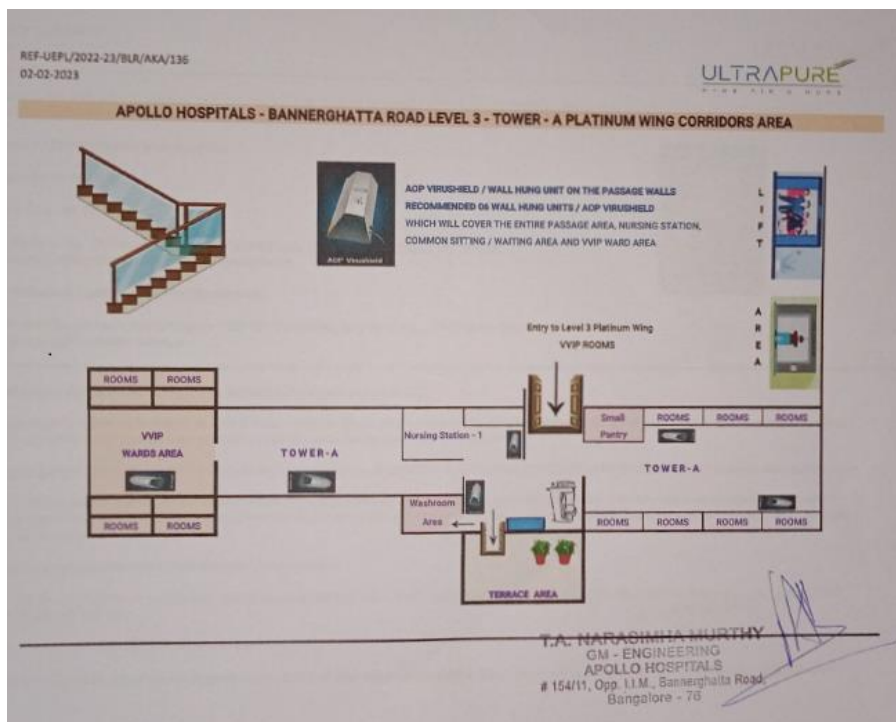 REF-UEPL/2022-23/BLR/AKA/136
02-02-2023
ULTRAPURE
APOLLO HOSPITALS - BANNERGHATTA ROAD LEVEL 3 - TOWER - A PLATINUM WING CORRIDORS AREA
AOP VIRUSHIELD / WALL HUNG UNIT ON THE PASSAGE WALLS
RECOMMENDED 06 WALL HUNG UNITS / AOP VIRUSHIELD
WHICH WILL COVER THE ENTIRE PASSAGE AREA, NURSING STATION,
COMMON SITTING / WAITING AREA AND VVIP WARD AREA
AOP Virushield
LIFT
AREA
Entry to Level 3 Platinum Wing
VVIP ROOMS
ROOMS ROOMS
VVIP
WARDS AREA
ROOMS ROOMS
TOWER-A
Nursing Station - 1
Small
Pantry
ROOMS ROOMS ROOMS
TOWER-A
Washroom
Area
ROOMS ROOMS ROOMS ROOMS
TERRACE AREA
T.A. NARASIMHA MURTHY
GM - ENGINEERING
APOLLO HOSPITALS
# 154/11, Opp. I.I.M., Bannerghatta Road,
Bangalore - 76